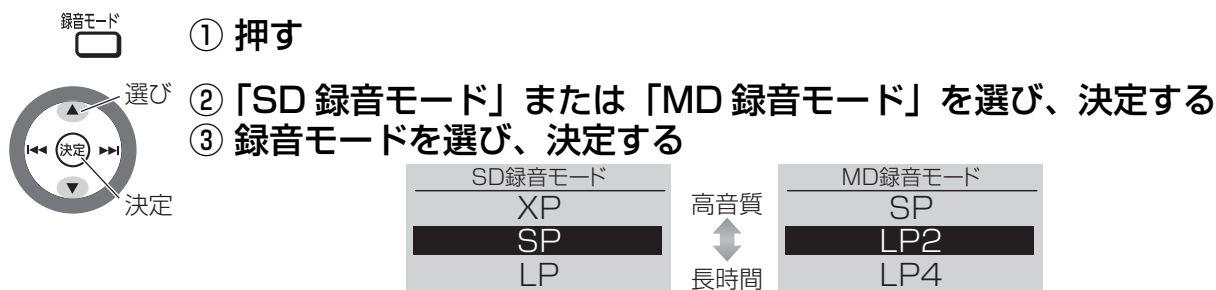 録音モード
① 押す
選び
②「SD 録音モード」または「MD 録音モード」を選び、決定する
③ 録音モードを選び、決定する
決定
決定
SD録音モード
XP
SP
LP
高音質
長時間
MD録音モード
SP
LP2
LP4